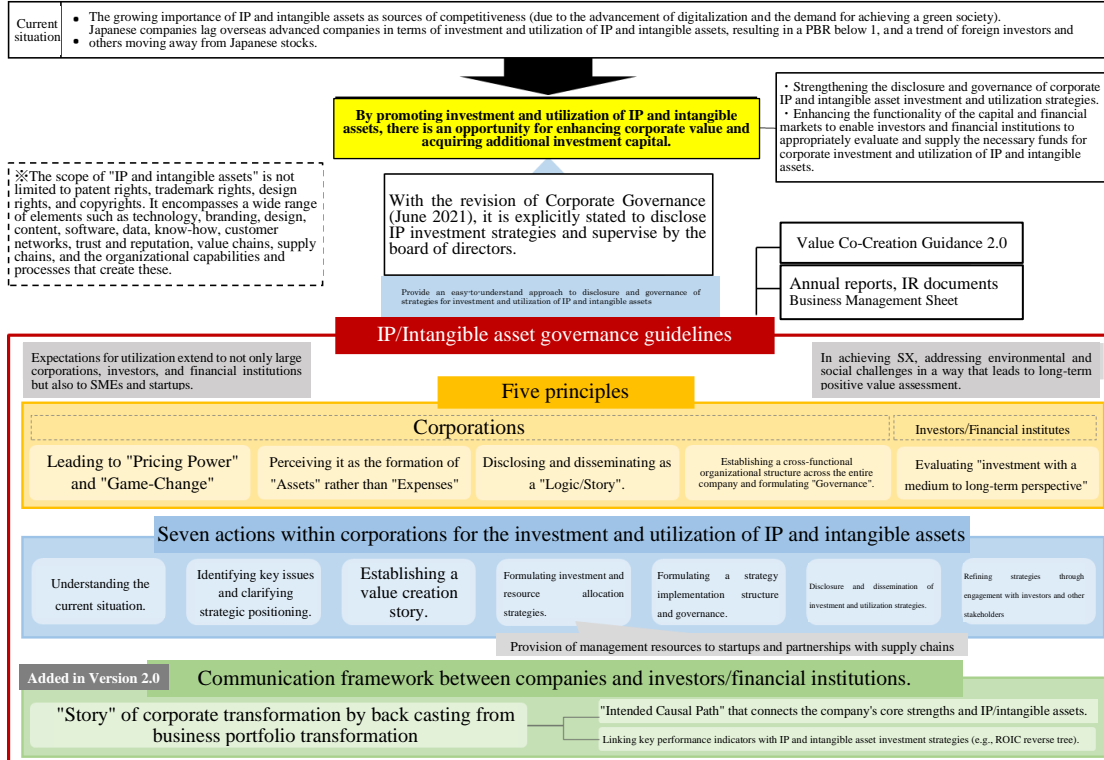 Current
situation
• The growing importance of IP and intangible assets as sources of competitiveness (due to the advancement of digitalization and the demand for achieving a green society).
Japanese companies lag overseas advanced companies in terms of investment and utilization of IP and intangible assets, resulting in a PBR below 1, and a trend of foreign investors and
• others moving away from Japanese stocks.
By promoting investment and utilization of IP and intangible
assets, there is an opportunity for enhancing corporate value and
acquiring additional investment capital.
・Strengthening the disclosure and governance of corporate
IP and intangible asset investment and utilization strategies.
・Enhancing the functionality of the capital and financial
markets to enable investors and financial institutions to
appropriately evaluate and supply the necessary funds for
corporate investment and utilization of IP and intangible
assets.
※The scope of "IP and intangible assets" is not
limited to patent rights, trademark rights, design
rights, and copyrights. It encompasses a wide range
of elements such as technology, branding, design,
content, software, data, know-how, customer
networks, trust and reputation, value chains, supply
chains, and the organizational capabilities and
processes that create these.
With the revision of Corporate Governance
(June 2021), it is explicitly stated to disclose
IP investment strategies and supervise by the
board of directors.
Value Co-Creation Guidance 2.0
Annual reports, IR documents
Business Management Sheet
Provide an easy-to-understand approach to disclosure and governance of
strategies for investment and utilization of IP and intangible assets
IP/Intangible asset governance guidelines
Expectations for utilization extend to not only large
corporations, investors, and financial institutions
but also to SMEs and startups.
In achieving SX, addressing environmental and
social challenges in a way that leads to long-term
positive value assessment.
Five principles
Corporations
Investors/Financial institutes
Leading to "Pricing Power"
and "Game-Change"
Perceiving it as the formation of
"Assets" rather than "Expenses"
Disclosing and disseminating as
a "Logic/Story".
Establishing a cross-functional
organizational structure across the entire
company and formulating "Governance".
Evaluating "investment with a
medium to long-term perspective"
Seven actions within corporations for the investment and utilization of IP and intangible assets
Understanding the
current situation.
Identifying key issues
and clarifying
strategic positioning.
Establishing a
value creation
story.
Formulating investment and
resource allocation
strategies.
Formulating a strategy
implementation structure
and governance.
Disclosure and dissemination of
investment and utilization strategies.
Refining strategies through
engagement with investors and other
stakeholders
Provision of management resources to startups and partnerships with supply chains
Added in Version 2.0
Communication framework between companies and investors/financial institutions.
"Story" of corporate transformation by back casting from
business portfolio transformation
"Intended Causal Path" that connects the company's core strengths and IP/intangible assets.
Linking key performance indicators with IP and intangible asset investment strategies (e.g., ROIC reverse tree).